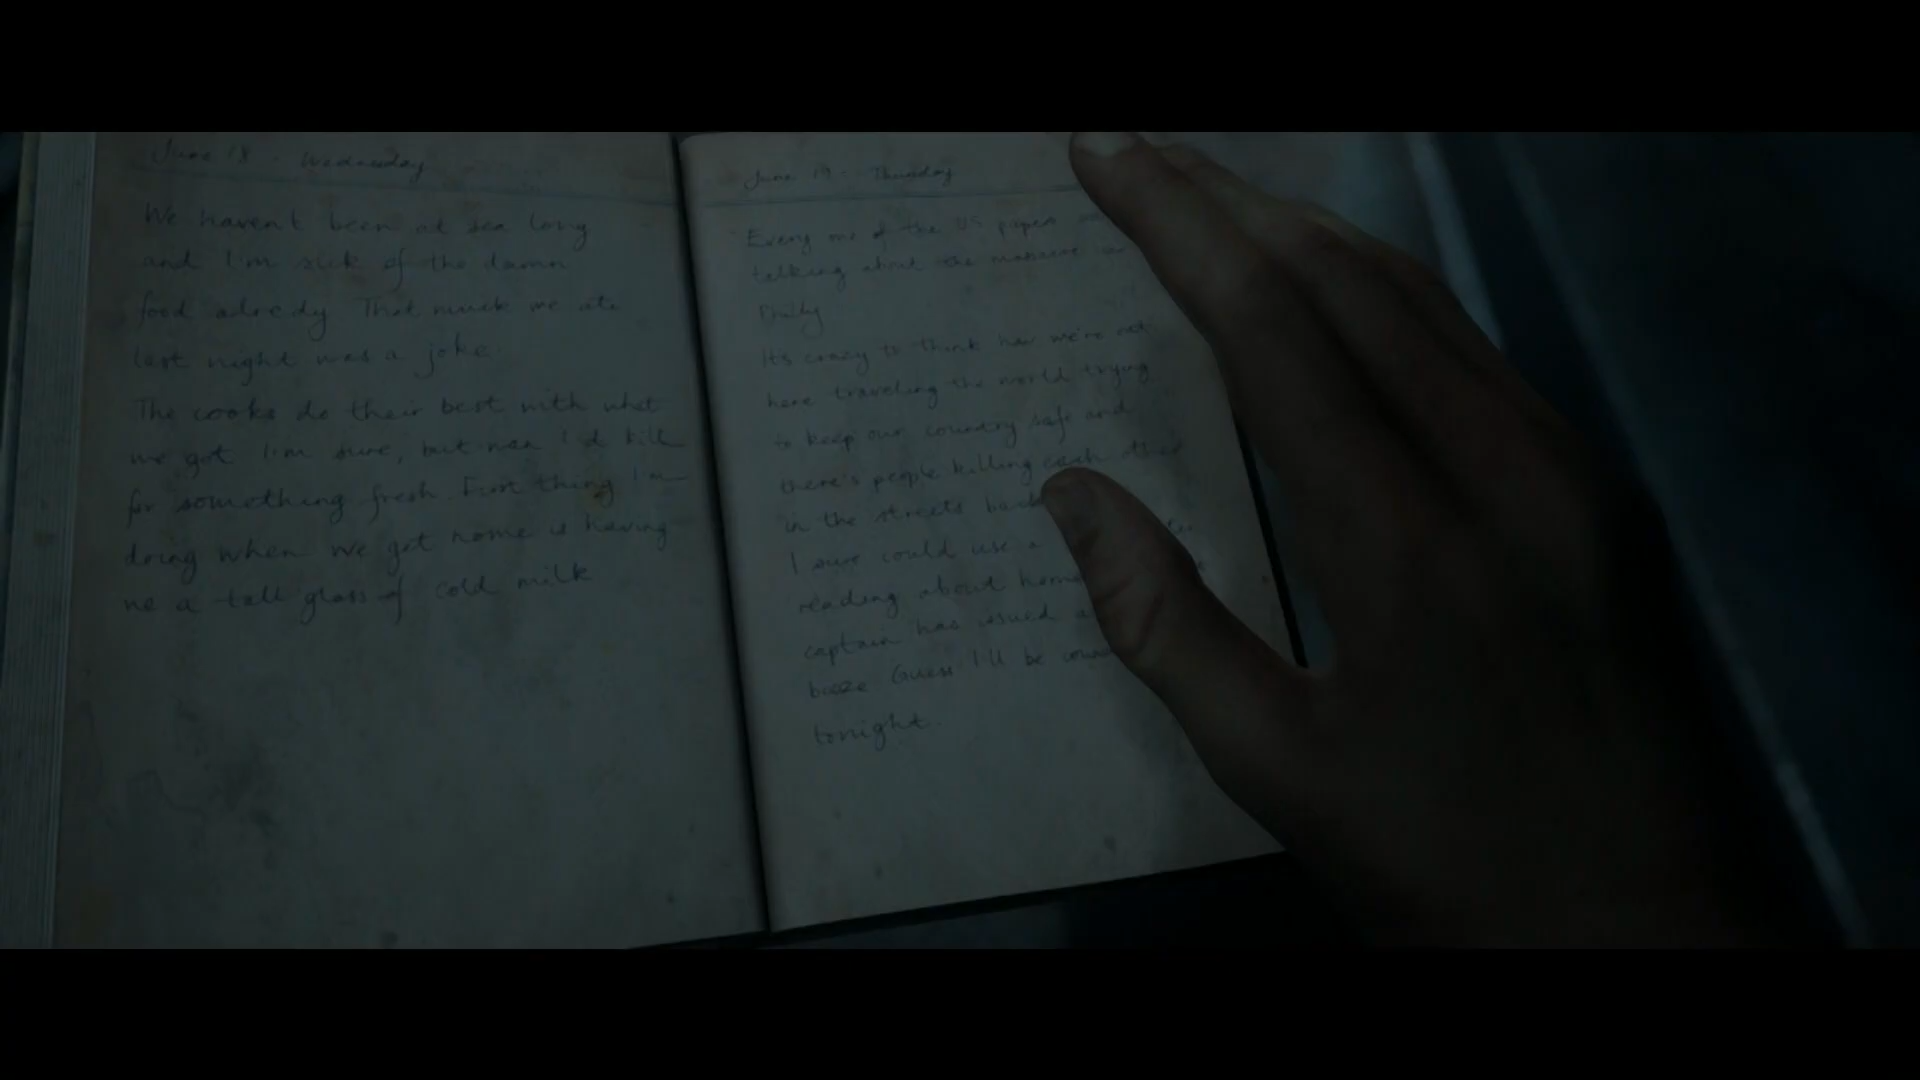 June 18 - Wednesday
We haven't been at sea long
and I'm sick of the damn
food alredy That muck we ate
last night was a joke.
The cooks do their best with what
we got I'm sure, but man I'd kill
for something fresh. First thing I'm
doing when we get home is having
me a tall glass of cold milk
June 19 - Thursday
Every one of the US papers
talking about the massacre in
Philly
It's crazy to think how we're out
here traveling the world trying
to keep our country safe and
there's people killing each other
in the streets back
I sure could use a
reading about home
captain has issued a
booze Guess I'll be
tonight.